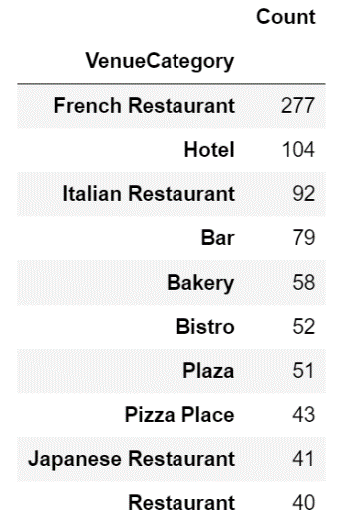 Count
VenueCategory
French Restaurant 277
Hotel 104
Italian Restaurant 92
Bar 79
Bakery 58
Bistro 52
Plaza 51
Pizza Place 43
Japanese Restaurant 41
Restaurant 40